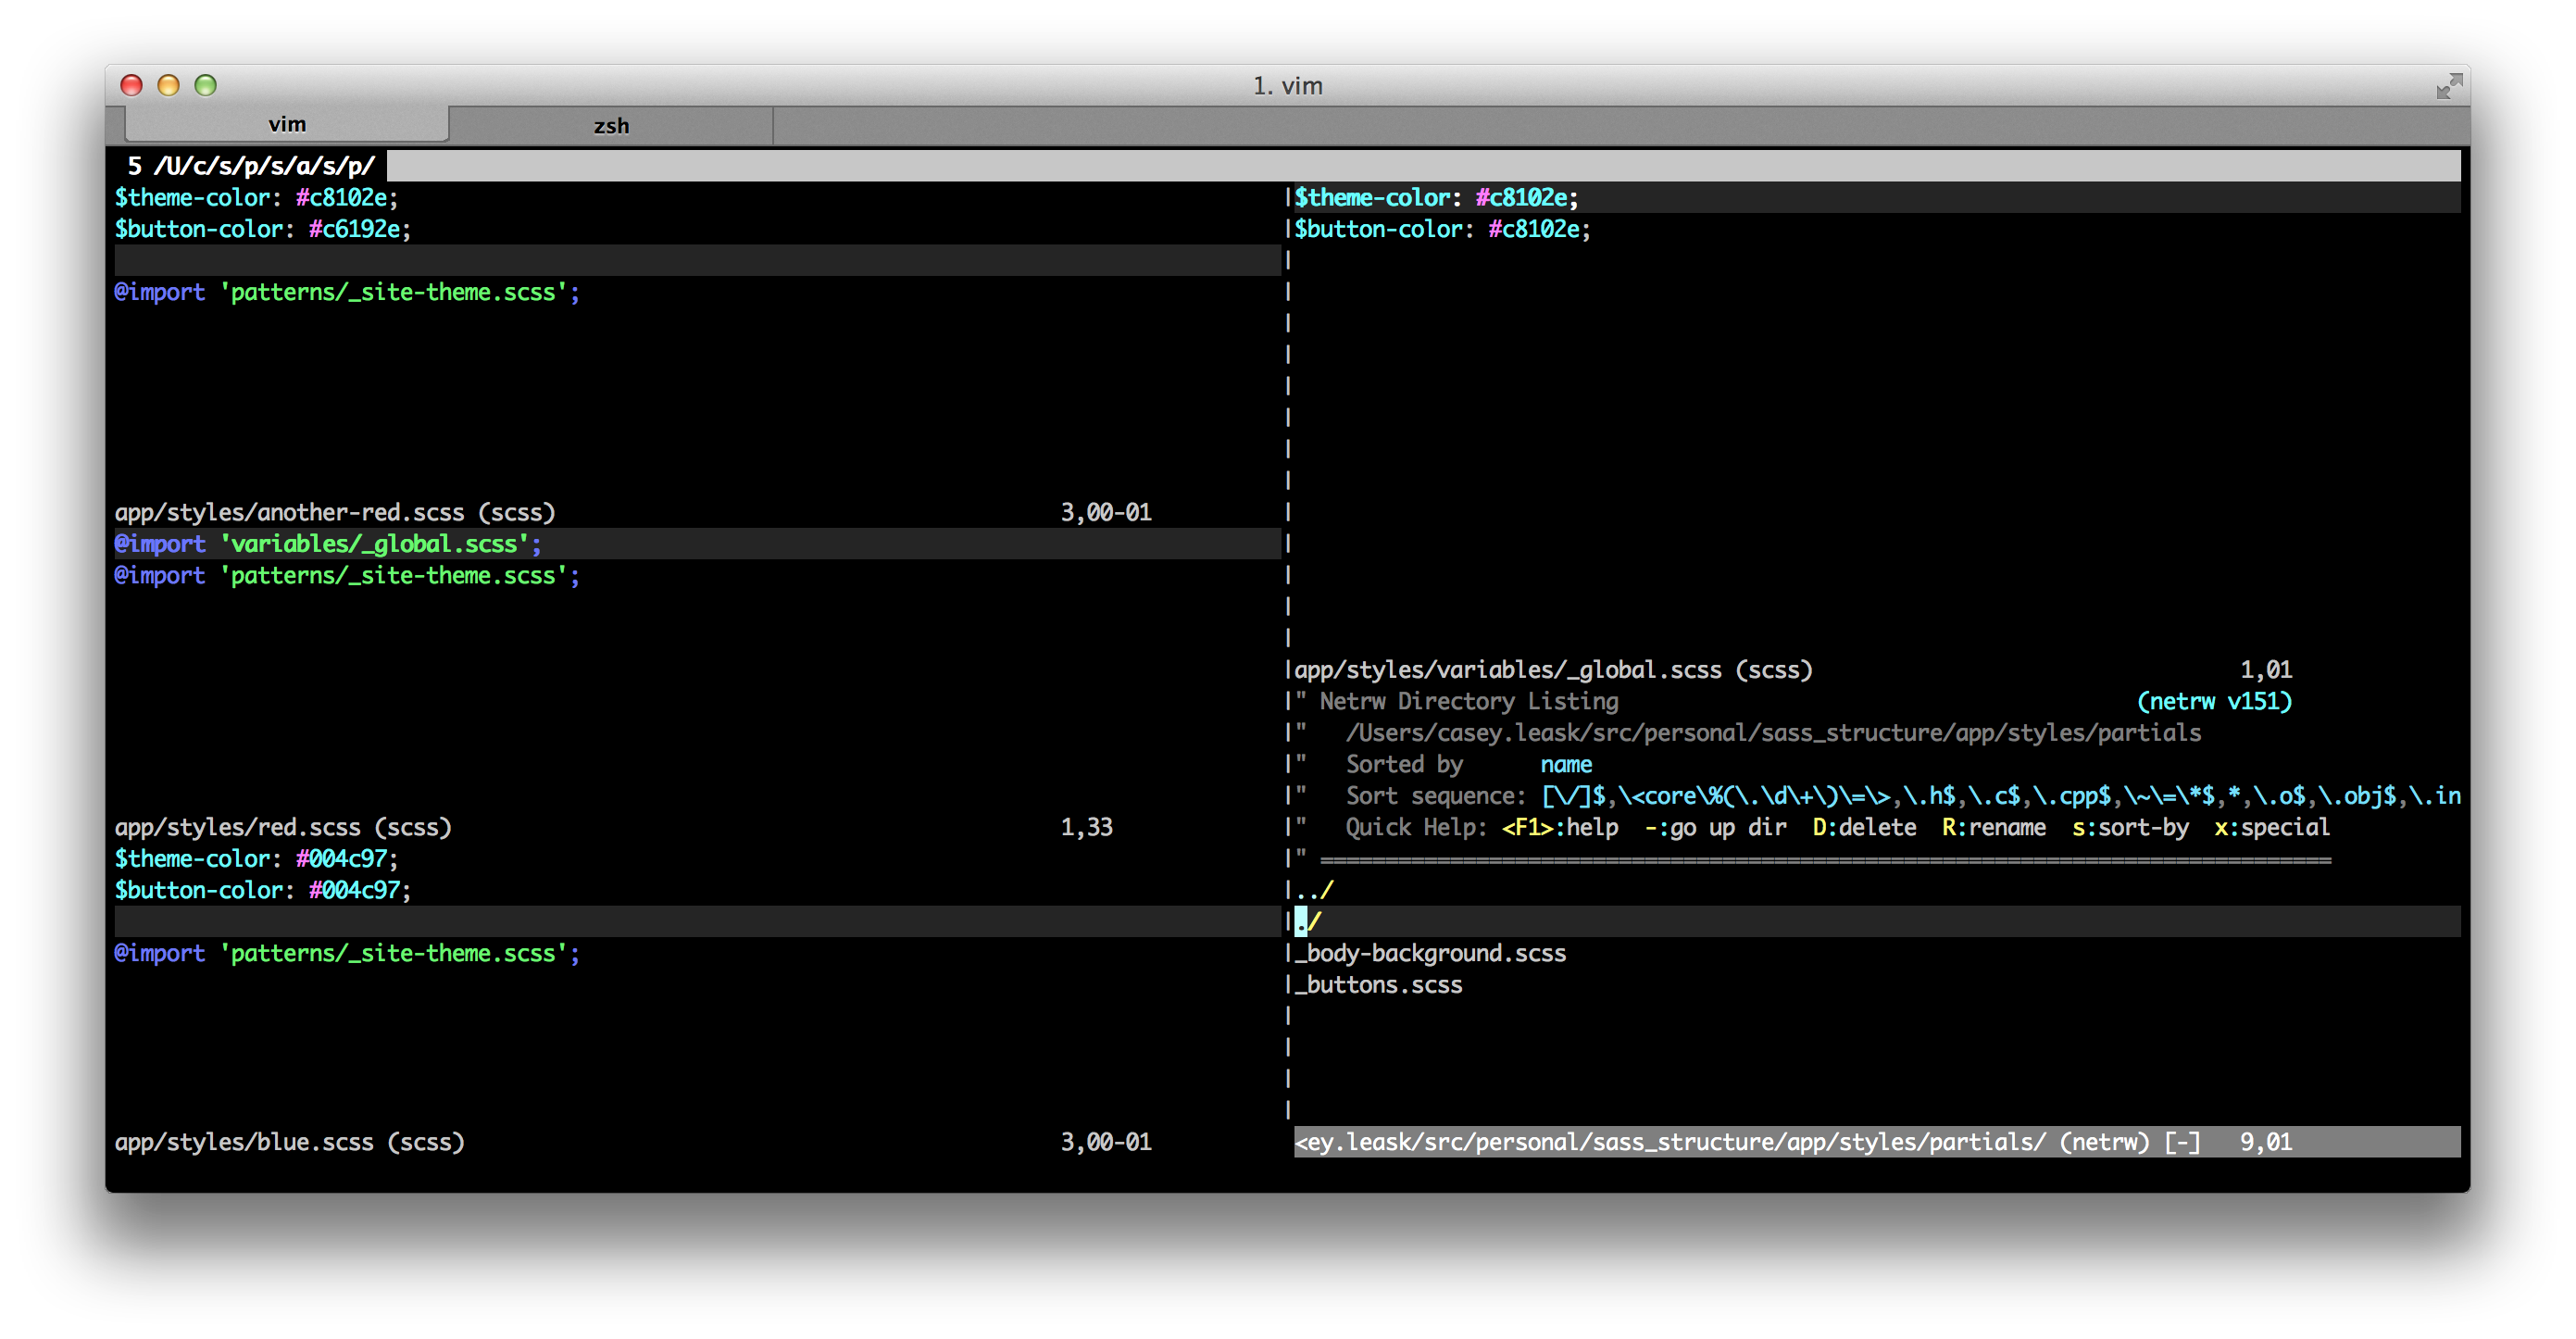 1. vim
vim
zsh
5 /U/c/s/p/s/a/s/p/
$theme-color: #c8102e;
$button-color: #c6192e;
@import 'patterns/_site-theme.scss';
app/styles/another-red.scss (scss) 3,00-01
@import 'variables/_global.scss';
@import 'patterns/_site-theme.scss';
app/styles/red.scss (scss) 1,33
$theme-color: #004c97;
$button-color: #004c97;
@import 'patterns/_site-theme.scss';
app/styles/blue.scss (scss) 3,00-01
$theme-color: #c8102e;
$button-color: #c8102e;
app/styles/variables/_global.scss (scss) 1,01
" Netrw Directory Listing (netrw v151)
" /Users/casey.leask/src/personal/sass_structure/app/styles/partials
" Sorted by name
" Sort sequence: [\/]$,\<core\%(\.\d\+\)\=\>,\.h$,\.c$,\.cpp$,\~\=\*$,*,\.o$,\.obj$,\.in
" Quick Help: <F1>:help -:go up dir D:delete R:rename s:sort-by x:special
" ==============================================================================
../
./
_body-background.scss
_buttons.scss
<ey.leask/src/personal/sass_structure/app/styles/partials/ (netrw) [-] 9,01